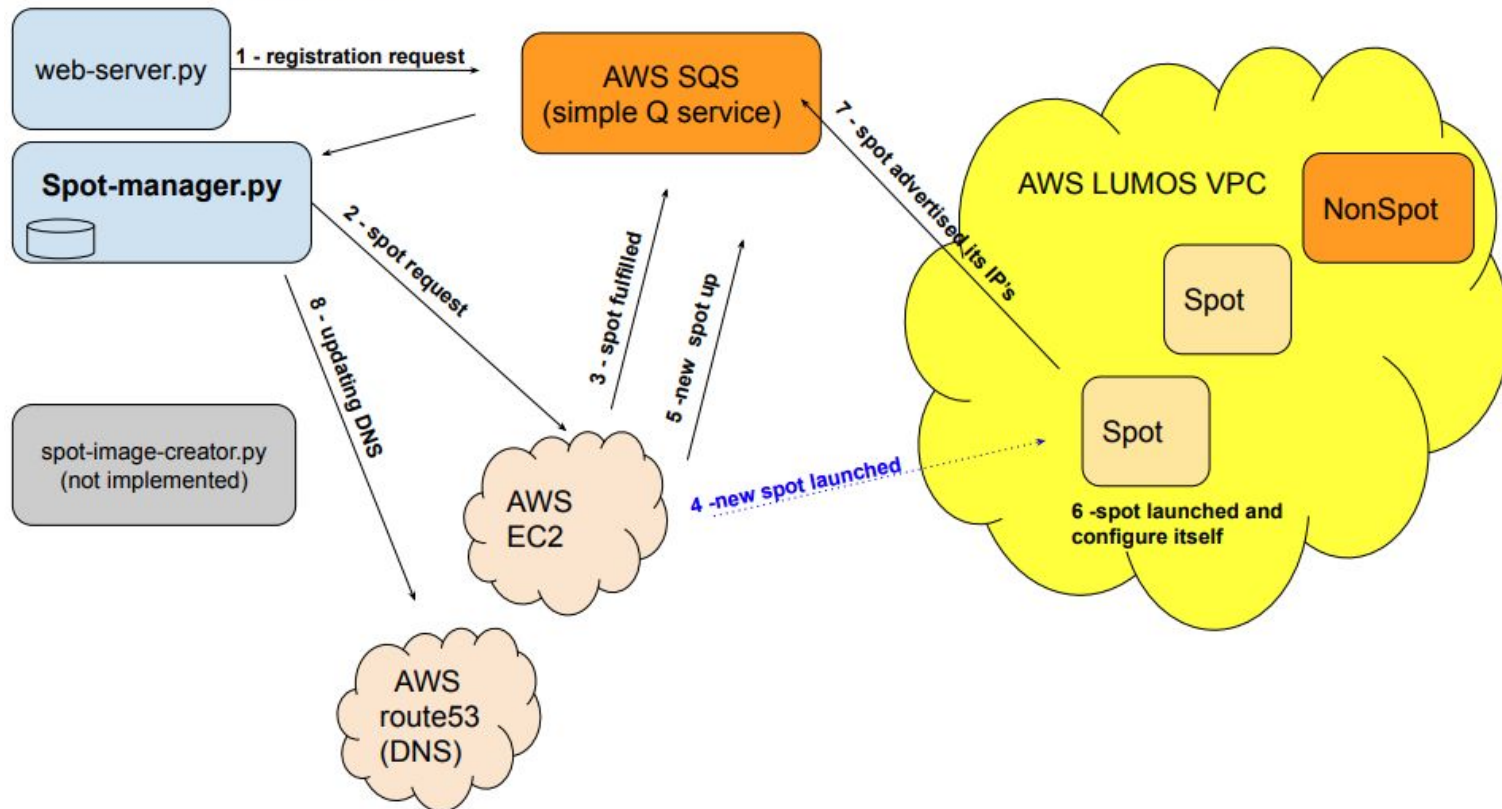 web-server.py
1 - registration request
AWS SQS
(simple Q service)
7 - spot advertised its IP's
AWS LUMOS VPC
NonSpot
Spot-manager.py
2 - spot request
3 - spot fulfilled
5 -new spot up
Spot
8 - updating DNS
spot-image-creator.py
(not implemented)
Spot
4 -new spot launched
AWS
EC2
6 -spot launched and
configure itself
AWS
route53
(DNS)